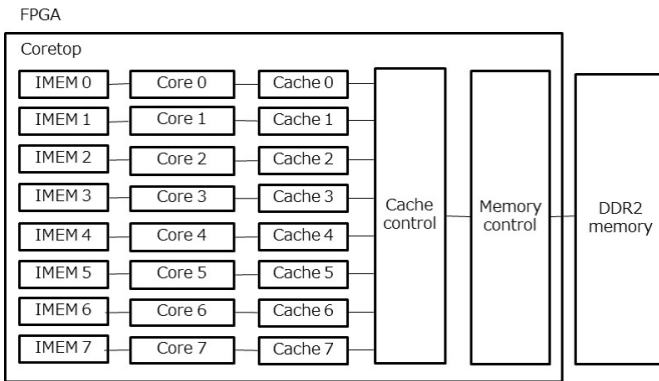 FPGA
Coretop
IMEM 0 Core 0 Cache 0
IMEM 1 Core 1 Cache 1
IMEM 2 Core 2 Cache 2
IMEM 3 Core 3 Cache 3
IMEM 4 Core 4 Cache 4
IMEM 5 Core 5 Cache 5
IMEM 6 Core 6 Cache 6
IMEM 7 Core 7 Cache 7
Cache
control
Memory
control
DDR2
memory